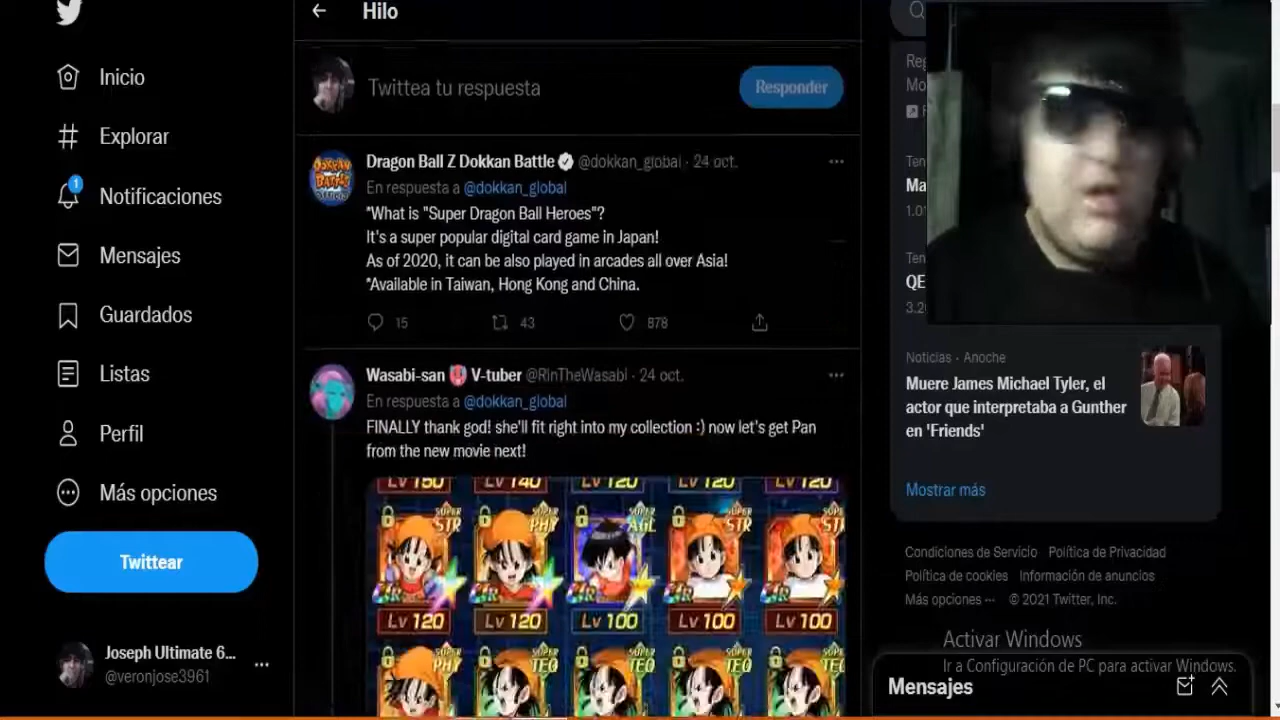 Hilo
Inicio
Explorar
1
Notificaciones
Mensajes
Guardados
Listas
Perfil
Más opciones
Twittear
Joseph Ultimate 6...
@veronjose3961
Twittea tu respuesta
Responder
Dragon Ball Z Dokkan Battle @dokkan_global · 24 oct.
En respuesta a @dokkan_global
*What is "Super Dragon Ball Heroes"?
It's a super popular digital card game in Japan!
As of 2020, it can be also played in arcades all over Asia!
*Available in Taiwan, Hong Kong and China.
15 43 878
Wasabi-san V-tuber @RinTheWasabi · 24 oct.
En respuesta a @dokkan_global
FINALLY thank god! she'll fit right into my collection :) now let's get Pan
from the new movie next!
Lv 150 Lv 140 Lv 120 Lv 120 Lv 120
SUPER STR SUPER PHY SUPER AGL SUPER STR SUPER STR
Lv 120 Lv 120 Lv 100 Lv 100 Lv 100
SUPER PHY SUPER TEQ SUPER TEQ SUPER TEQ SUPER TEQ
Reg
Mo
Ten
Ma
1.01
Ten
QE
3.2
Noticias · Anoche
Muere James Michael Tyler, el
actor que interpretaba a Gunther
en 'Friends'
Mostrar más
Condiciones de Servicio Política de Privacidad
Política de cookies Información de anuncios
Más opciones ··· © 2021 Twitter, Inc.
Activar Windows
Ir a Configuración de PC para activar Windows.
Mensajes